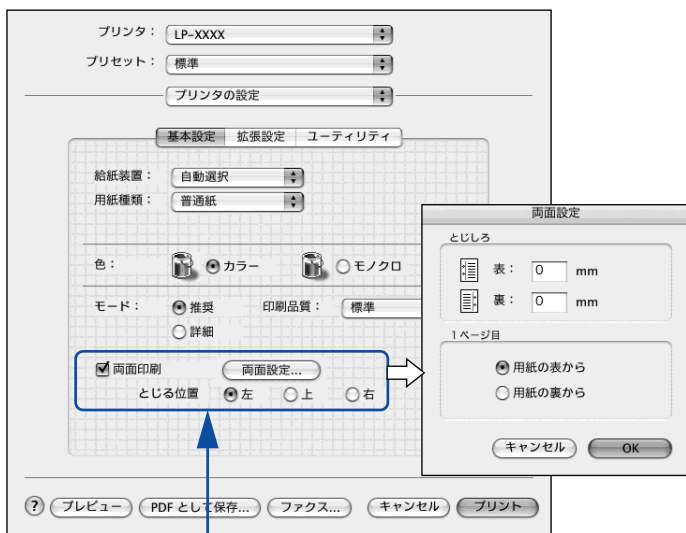 プリンタ： LP-XXXX
プリセット： 標準
プリンタの設定
基本設定 拡張設定 ユーティリティ
給紙装置： 自動選択
用紙種類： 普通紙
色： カラー モノクロ
モード： 推奨 印刷品質： 標準
詳細
両面印刷 両面設定...
とじる位置 左 上 右
? プレビュー PDF として保存... ファクス... キャンセル プリント
両面設定
とじしろ
表： 0 mm
裏： 0 mm
1 ページ目
用紙の表から
用紙の裏から
キャンセル OK